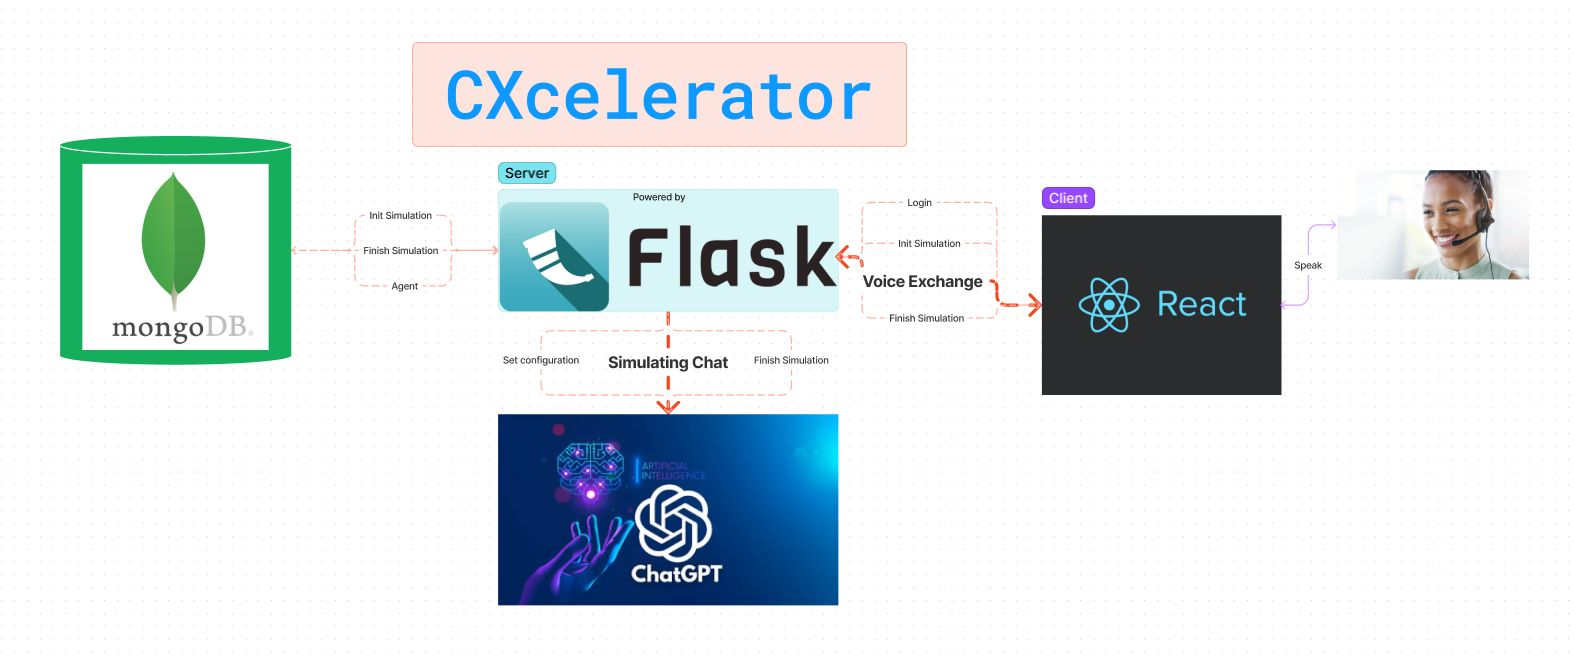 CXcelerator
Server
Powered by
Flask
mongoDB®
Init Simulation
Finish Simulation
Agent
Login
Init Simulation
Voice Exchange
Finish Simulation
Client
React
Speak
Set configuration
Simulating Chat
Finish Simulation
ARTIFICIAL
INTELLIGENCE
ChatGPT